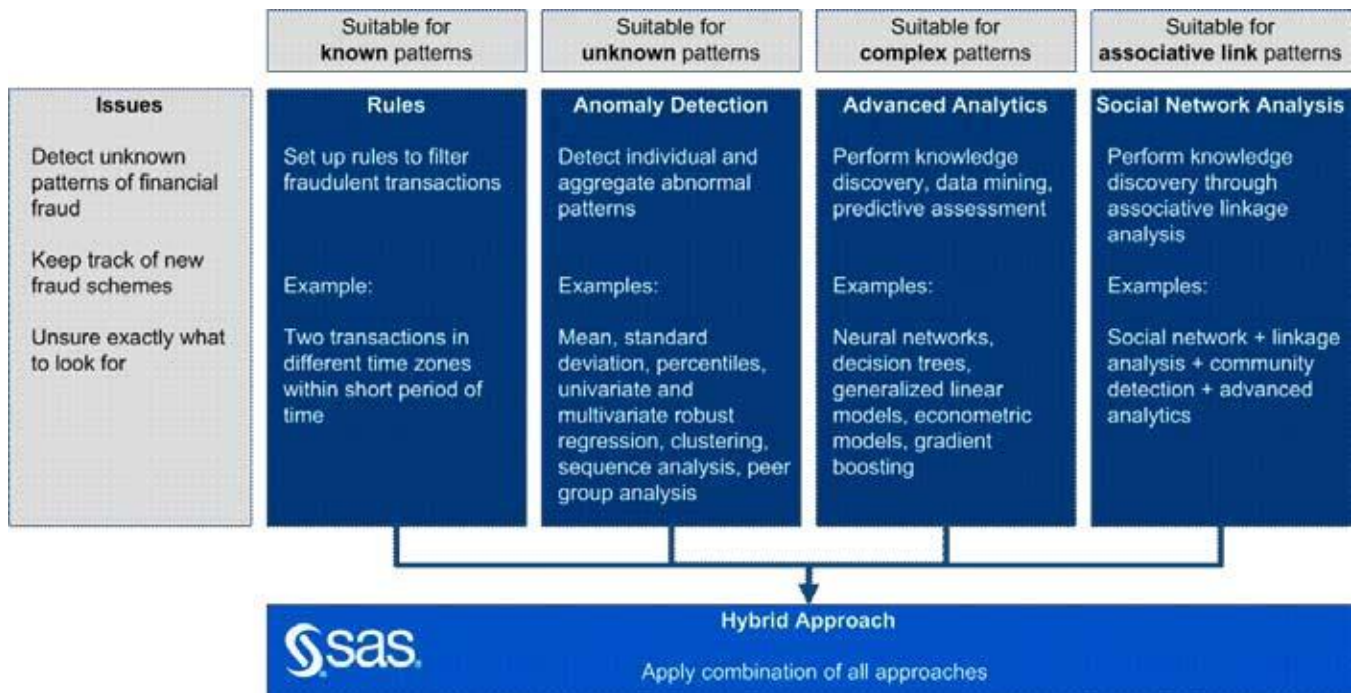 Suitable for
known patterns
Suitable for
unknown patterns
Suitable for
complex patterns
Suitable for
associative link patterns
Issues
Detect unknown
patterns of financial
fraud
Keep track of new
fraud schemes
Unsure exactly what
to look for
Rules
Set up rules to filter
fraudulent transactions
Example:
Two transactions in
different time zones
within short period of
time
Anomaly Detection
Detect individual and
aggregate abnormal
patterns
Examples:
Mean, standard
deviation, percentiles,
univariate and
multivariate robust
regression, clustering,
sequence analysis, peer
group analysis
Advanced Analytics
Perform knowledge
discovery, data mining,
predictive assessment
Examples:
Neural networks,
decision trees,
generalized linear
models, econometric
models, gradient
boosting
Social Network Analysis
Perform knowledge
discovery through
associative linkage
analysis
Examples:
Social network + linkage
analysis + community
detection + advanced
analytics
sas.
Hybrid Approach
Apply combination of all approaches